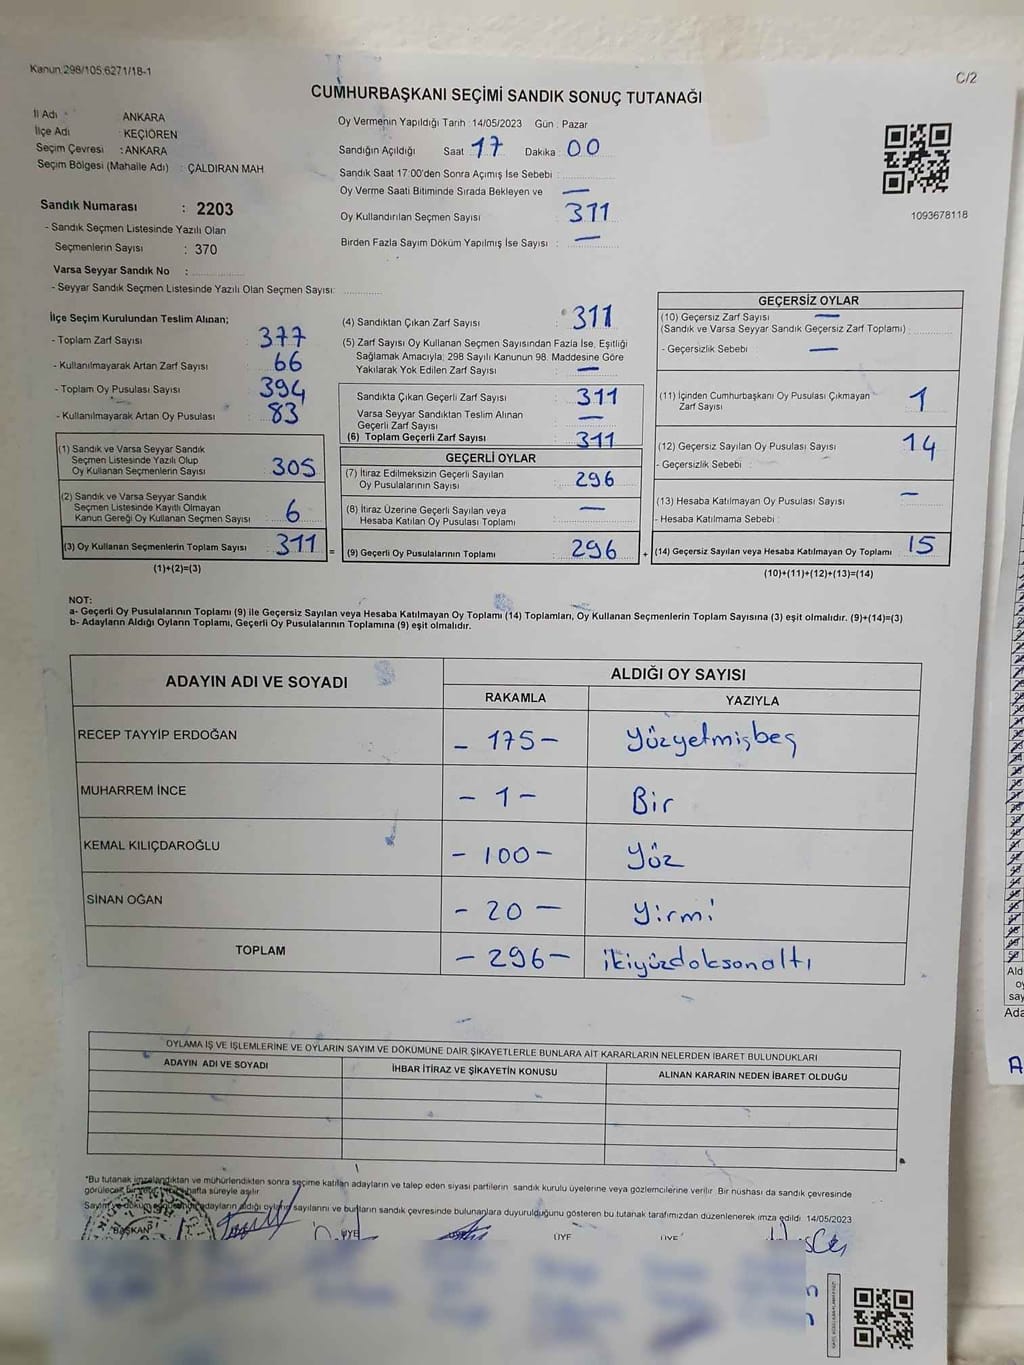 Kanun,298/105,6271/18-1
C/2
CUMHURBAŞKANI SEÇİMİ SANDIK SONUÇ TUTANAĞI
İl Adı : ANKARA
İlçe Adı : KEÇİÖREN
Seçim Çevresi : ANKARA
Seçim Bölgesi (Mahalle Adı) : ÇALDIRAN MAH
Sandık Numarası : 2203
- Sandık Seçmen Listesinde Yazılı Olan
Seçmenlerin Sayısı : 370
Varsa Seyyar Sandık No :
- Seyyar Sandık Seçmen Listesinde Yazılı Olan Seçmen Sayısı:
Oy Vermenin Yapıldığı Tarih : 14/05/2023 Gün : Pazar
Sandığın Açıldığı Saat 17 Dakika 00
Sandık Saat 17:00'den Sonra Açımış İse Sebebi :
Oy Verme Saati Bitiminde Sırada Bekleyen ve —
Oy Kullandırılan Seçmen Sayısı 311
Birden Fazla Sayım Döküm Yapılmış İse Sayısı : —
1093678118
İlçe Seçim Kurulundan Teslim Alınan;
- Toplam Zarf Sayısı : 377
- Kullanılmayarak Artan Zarf Sayısı : 66
- Toplam Oy Pusulası Sayısı : 394
- Kullanılmayarak Artan Oy Pusulası : 83
(1) Sandık ve Varsa Seyyar Sandık
Seçmen Listesinde Yazılı Olup
Oy Kullanan Seçmenlerin Sayısı : 305
(2) Sandık ve Varsa Seyyar Sandık
Seçmen Listesinde Kayıtlı Olmayan
Kanun Gereği Oy Kullanan Seçmen Sayısı : 6
(3) Oy Kullanan Seçmenlerin Toplam Sayısı : 311 =
(1)+(2)=(3)
(4) Sandıktan Çıkan Zarf Sayısı : 311
(5) Zarf Sayısı Oy Kullanan Seçmen Sayısından Fazla İse, Eşitliği
Sağlamak Amacıyla; 298 Sayılı Kanunun 98. Maddesine Göre
Yakılarak Yok Edilen Zarf Sayısı : —
Sandıkta Çıkan Geçerli Zarf Sayısı : 311
Varsa Seyyar Sandıktan Teslim Alınan
Geçerli Zarf Sayısı : —
(6) Toplam Geçerli Zarf Sayısı : 311
GEÇERLİ OYLAR
(7) İtiraz Edilmeksizin Geçerli Sayılan
Oy Pusulalarının Sayısı : 296
(8) İtiraz Üzerine Geçerli Sayılan veya
Hesaba Katılan Oy Pusulası Toplamı : —
(9) Geçerli Oy Pusulalarının Toplamı : 296 +
GEÇERSİZ OYLAR
(10) Geçersiz Zarf Sayısı : —
(Sandık ve Varsa Seyyar Sandık Geçersiz Zarf Toplamı) :
- Geçersizlik Sebebi : —
(11) İçinden Cumhurbaşkanı Oy Pusulası Çıkmayan
Zarf Sayısı : 1
(12) Geçersiz Sayılan Oy Pusulası Sayısı : 14
- Geçersizlik Sebebi :
(13) Hesaba Katılmayan Oy Pusulası Sayısı : —
- Hesaba Katılmama Sebebi :
(14) Geçersiz Sayılan veya Hesaba Katılmayan Oy Toplamı : 15
(10)+(11)+(12)+(13)=(14)
NOT:
a- Geçerli Oy Pusulalarının Toplamı (9) ile Geçersiz Sayılan veya Hesaba Katılmayan Oy Toplamı (14) Toplamları, Oy Kullanan Seçmenlerin Toplam Sayısına (3) eşit olmalıdır. (9)+(14)=(3)
b- Adayların Aldığı Oyların Toplamı, Geçerli Oy Pusulalarının Toplamına (9) eşit olmalıdır.
ADAYIN ADI VE SOYADI
ALDIĞI OY SAYISI
RAKAMLA YAZIYLA
RECEP TAYYİP ERDOĞAN - 175 - Yüzyetmişbeş
MUHARREM İNCE - 1 - Bir
KEMAL KILIÇDAROĞLU - 100 - Yüz
SİNAN OĞAN - 20 - Yirmi
TOPLAM - 296 - ikiyüzdoksanaltı
OYLAMA İŞ VE İŞLEMLERİNE VE OYLARIN SAYIM VE DÖKÜMÜNE DAİR ŞİKAYETLERLE BUNLARA AİT KARARLARIN NELERDEN İBARET BULUNDUKLARI
ADAYIN ADI VE SOYADI İHBAR İTİRAZ VE ŞİKAYETİN KONUSU ALINAN KARARIN NEDEN İBARET OLDUĞU
*Bu tutanak imzalandıktan ve mühürlendikten sonra seçime katılan adayların ve talep eden siyasi partilerin sandık kurulu üyelerine veya gözlemcilerine verilir. Bir nüshası da sandık çevresinde
görülecek bir hafta süreyle asılır
Sayım ve döküm adayların aldığı oyların sayılarını ve bunların sandık çevresinde bulunanlara duyurulduğunu gösteren bu tutanak tarafımızdan düzenlenerek imza edildi 14/05/2023
BAŞKAN ÜYE ÜYE ÜYE